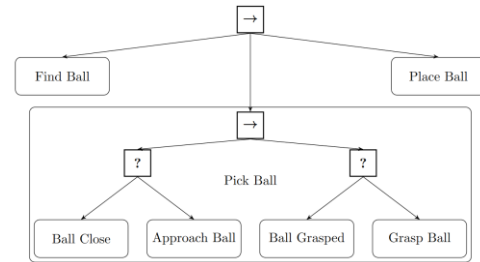 →
Find Ball
Place Ball
→
?
?
Pick Ball
Ball Close
Approach Ball
Ball Grasped
Grasp Ball